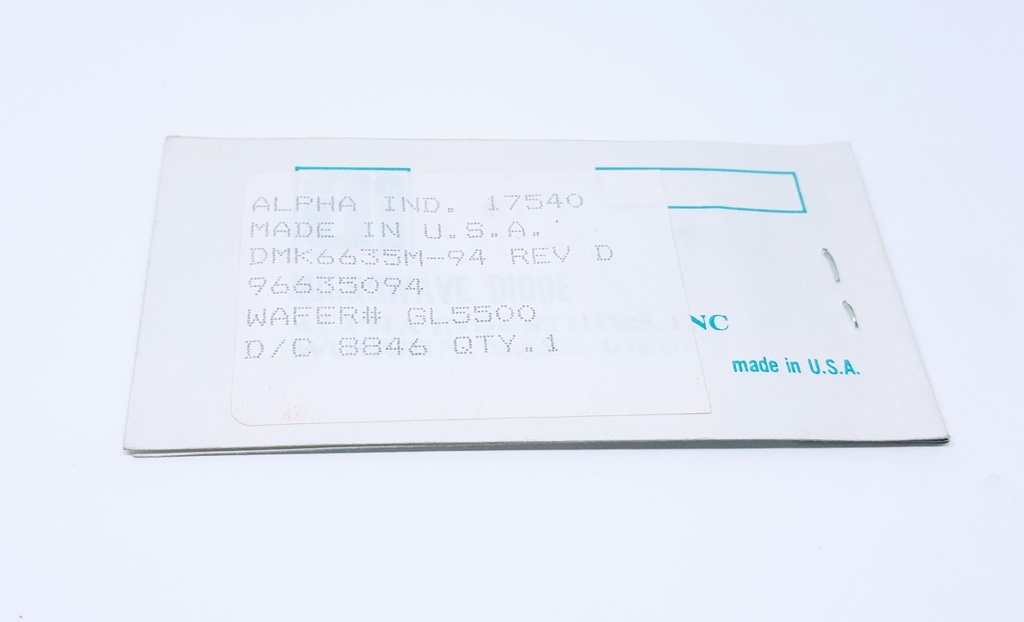 ALPHA IND. 17540
MADE IN U.S.A.
DMK6635M-94 REV D
96635094
WAFER# GL5500
D/C 8846 QTY.1
NC
made in U.S.A.